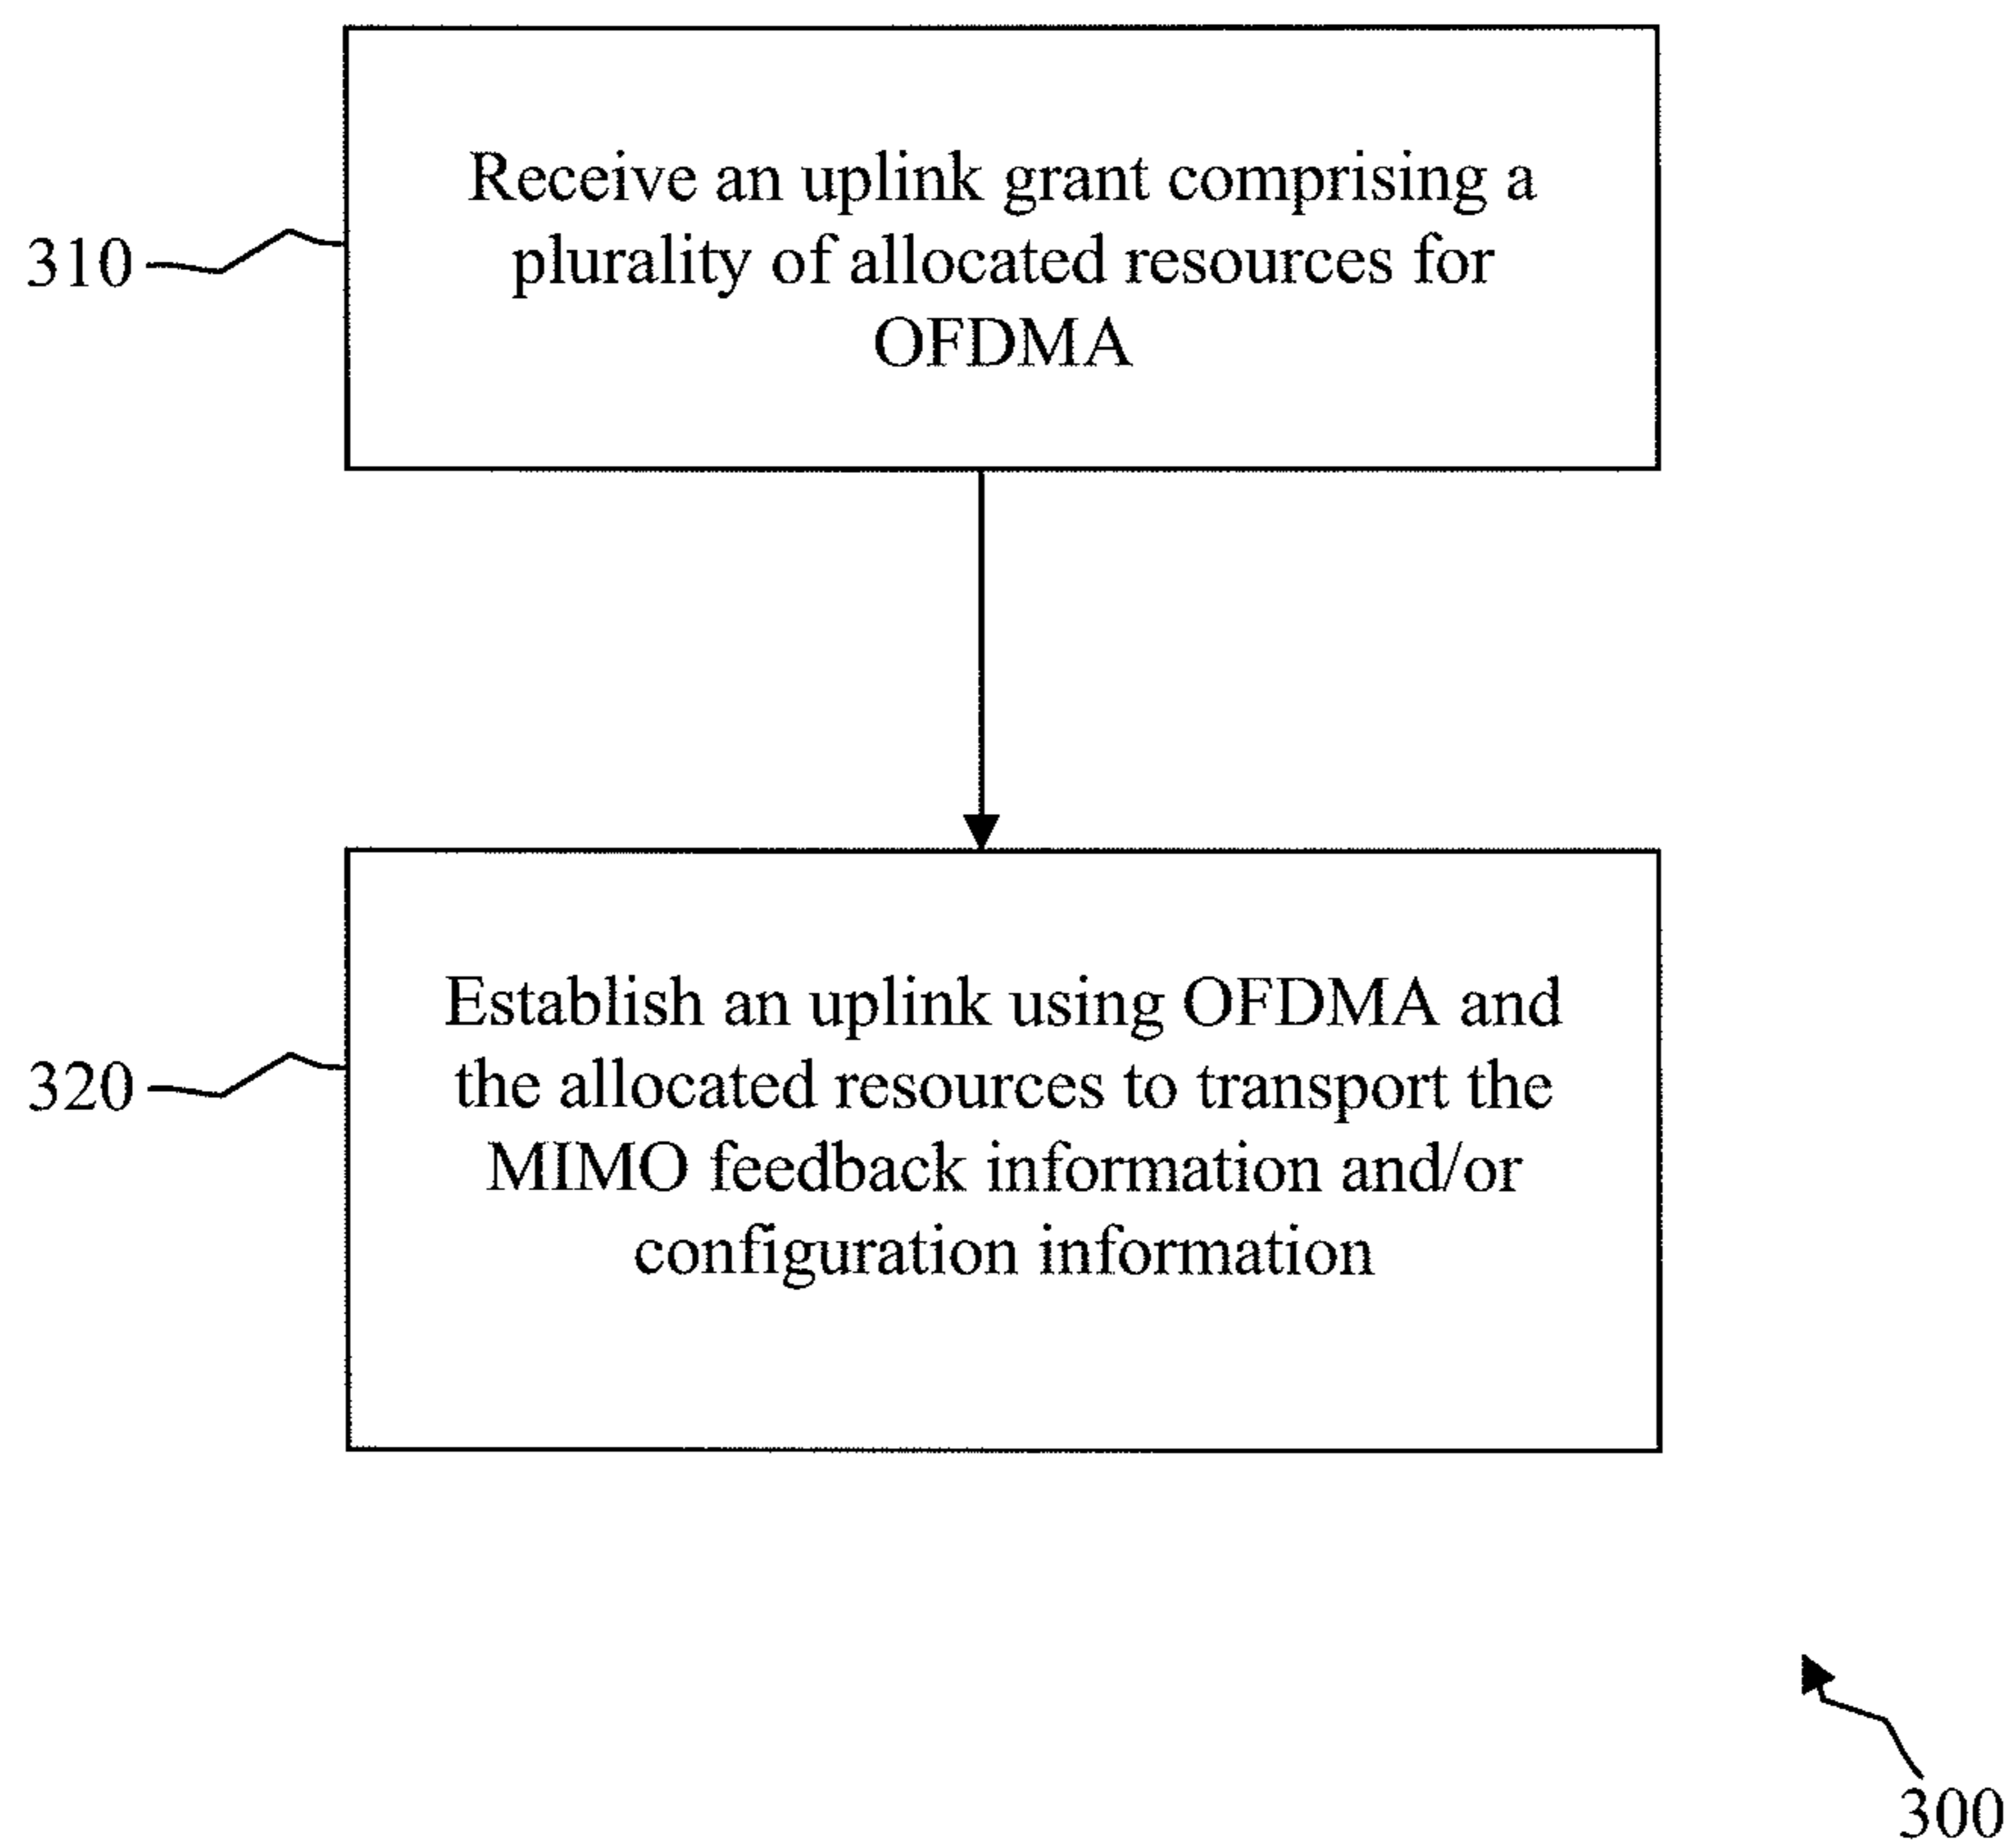 Receive an uplink grant comprising a
plurality of allocated resources for
OFDMA
310
Establish an uplink using OFDMA and
the allocated resources to transport the
MIMO feedback information and/or
configuration information
320
300